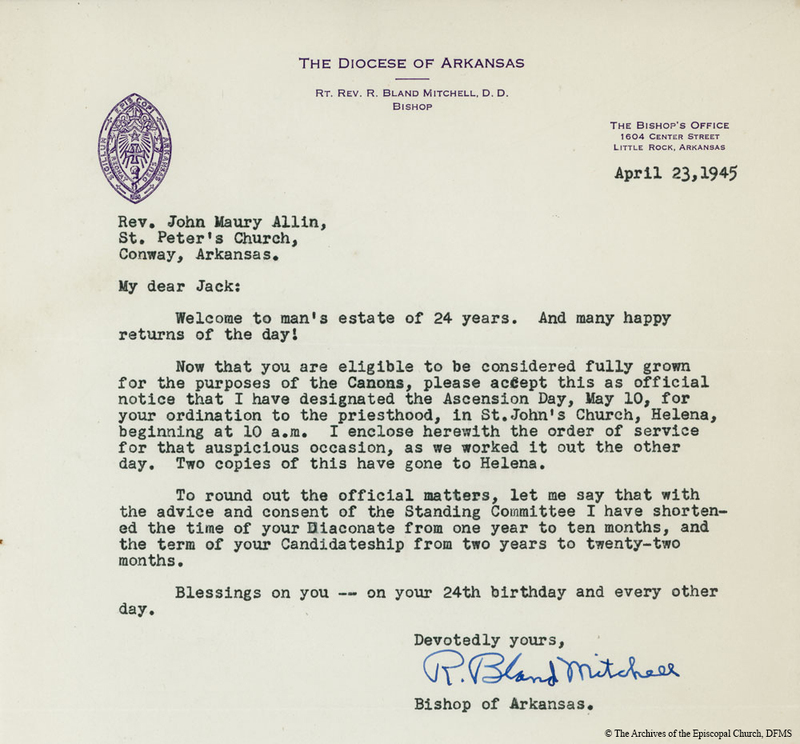 THE DIOCESE OF ARKANSAS
RT. REV. R. BLAND MITCHELL, D. D.
BISHOP
THE BISHOP'S OFFICE
1604 CENTER STREET
LITTLE ROCK, ARKANSAS
April 23,1945
Rev. John Maury Allin,
St. Peter's Church,
Conway, Arkansas.
My dear Jack:
Welcome to man's estate of 24 years. And many happy
returns of the day!
Now that you are eligible to be considered fully grown
for the purposes of the Canons, please accept this as official
notice that I have designated the Ascension Day, May 10, for
your ordination to the priesthood, in St.John's Church, Helena,
beginning at 10 a.m. I enclose herewith the order of service
for that auspicious occasion, as we worked it out the other
day. Two copies of this have gone to Helena.
To round out the official matters, let me say that with
the advice and consent of the Standing Committee I have shorten-
ed the time of your Diaconate from one year to ten months, and
the term of your Candidateship from two years to twenty-two
months.
Blessings on you -- on your 24th birthday and every other
day.
Devotedly yours,
R. Bland Mitchell
Bishop of Arkansas.
© The Archives of the Episcopal Church, DFMS